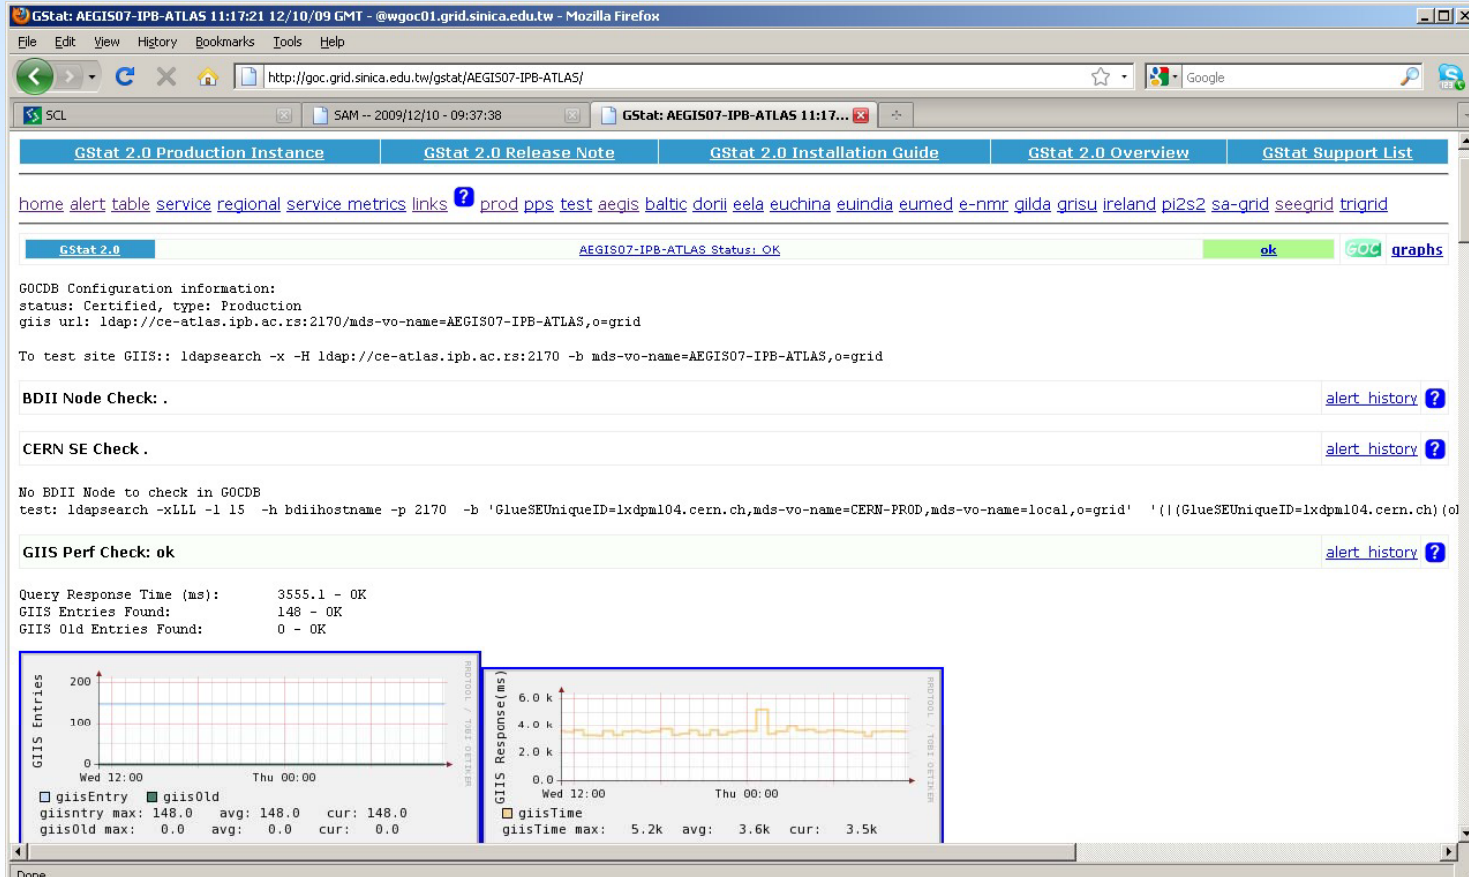 GStat: AEGIS07-IPB-ATLAS 11:17:21 12/10/09 GMT - @wgoc01.grid.sinica.edu.tw - Mozilla Firefox
File Edit View History Bookmarks Tools Help
http://goc.grid.sinica.edu.tw/gstat/AEGIS07-IPB-ATLAS/ Google
SCL SAM -- 2009/12/10 - 09:37:38 GStat: AEGIS07-IPB-ATLAS 11:17...
GStat 2.0 Production Instance GStat 2.0 Release Note GStat 2.0 Installation Guide GStat 2.0 Overview GStat Support List
home alert table service regional service metrics links ? prod pps test aegis baltic dorii eela euchina euindia eumed e-nmr gilda grisu ireland pi2s2 sa-grid seegrid trigrid
GStat 2.0 AEGIS07-IPB-ATLAS Status: OK ok GOC graphs
GOCDB Configuration information:
status: Certified, type: Production
giis url: ldap://ce-atlas.ipb.ac.rs:2170/mds-vo-name=AEGIS07-IPB-ATLAS,o=grid
To test site GIIS:: ldapsearch -x -H ldap://ce-atlas.ipb.ac.rs:2170 -b mds-vo-name=AEGIS07-IPB-ATLAS,o=grid
BDII Node Check: . alert history ?
CERN SE Check . alert history ?
No BDII Node to check in GOCDB
test: ldapsearch -xLLL -l 15 -h bdiihostname -p 2170 -b 'GlueSEUniqueID=lxdpm104.cern.ch,mds-vo-name=CERN-PROD,mds-vo-name=local,o=grid' '(|(GlueSEUniqueID=lxdpm104.cern.ch)(o
GIIS Perf Check: ok alert history ?
Query Response Time (ms): 3555.1 - OK
GIIS Entries Found: 148 - OK
GIIS Old Entries Found: 0 - OK
GIIS Entries
200
100
0
Wed 12:00 Thu 00:00
giisEntry giisOld
giisntry max: 148.0 avg: 148.0 cur: 148.0
giisOld max: 0.0 avg: 0.0 cur: 0.0
RRDTOOL / TOBI OETIKER
GIIS Response(ms)
6.0 k
4.0 k
2.0 k
0.0
Wed 12:00 Thu 00:00
giisTime
giisTime max: 5.2k avg: 3.6k cur: 3.5k
RRDTOOL / TOBI OETIKER
Done